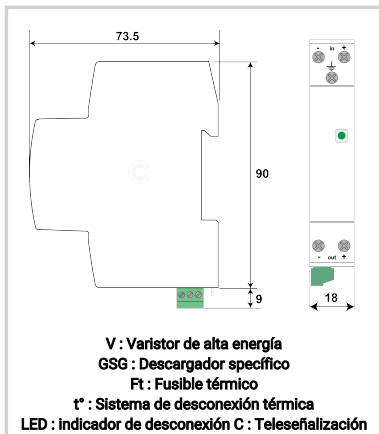 73.5
- in +
90
- out +
9
18
V : Varistor de alta energía
GSG : Descargador specífico
Ft : Fusible térmico
t° : Sistema de desconexión térmica
LED : indicador de desconexión C : Teleseñalización